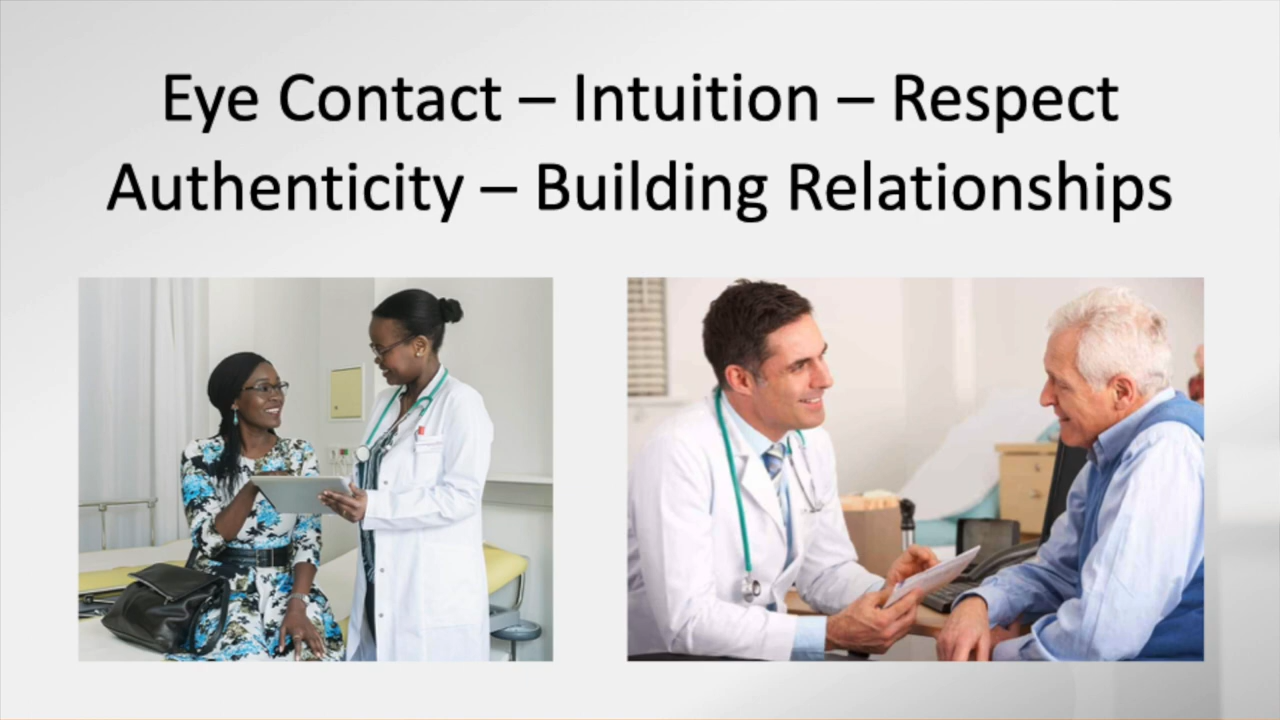 Eye Contact – Intuition – Respect
Authenticity – Building Relationships